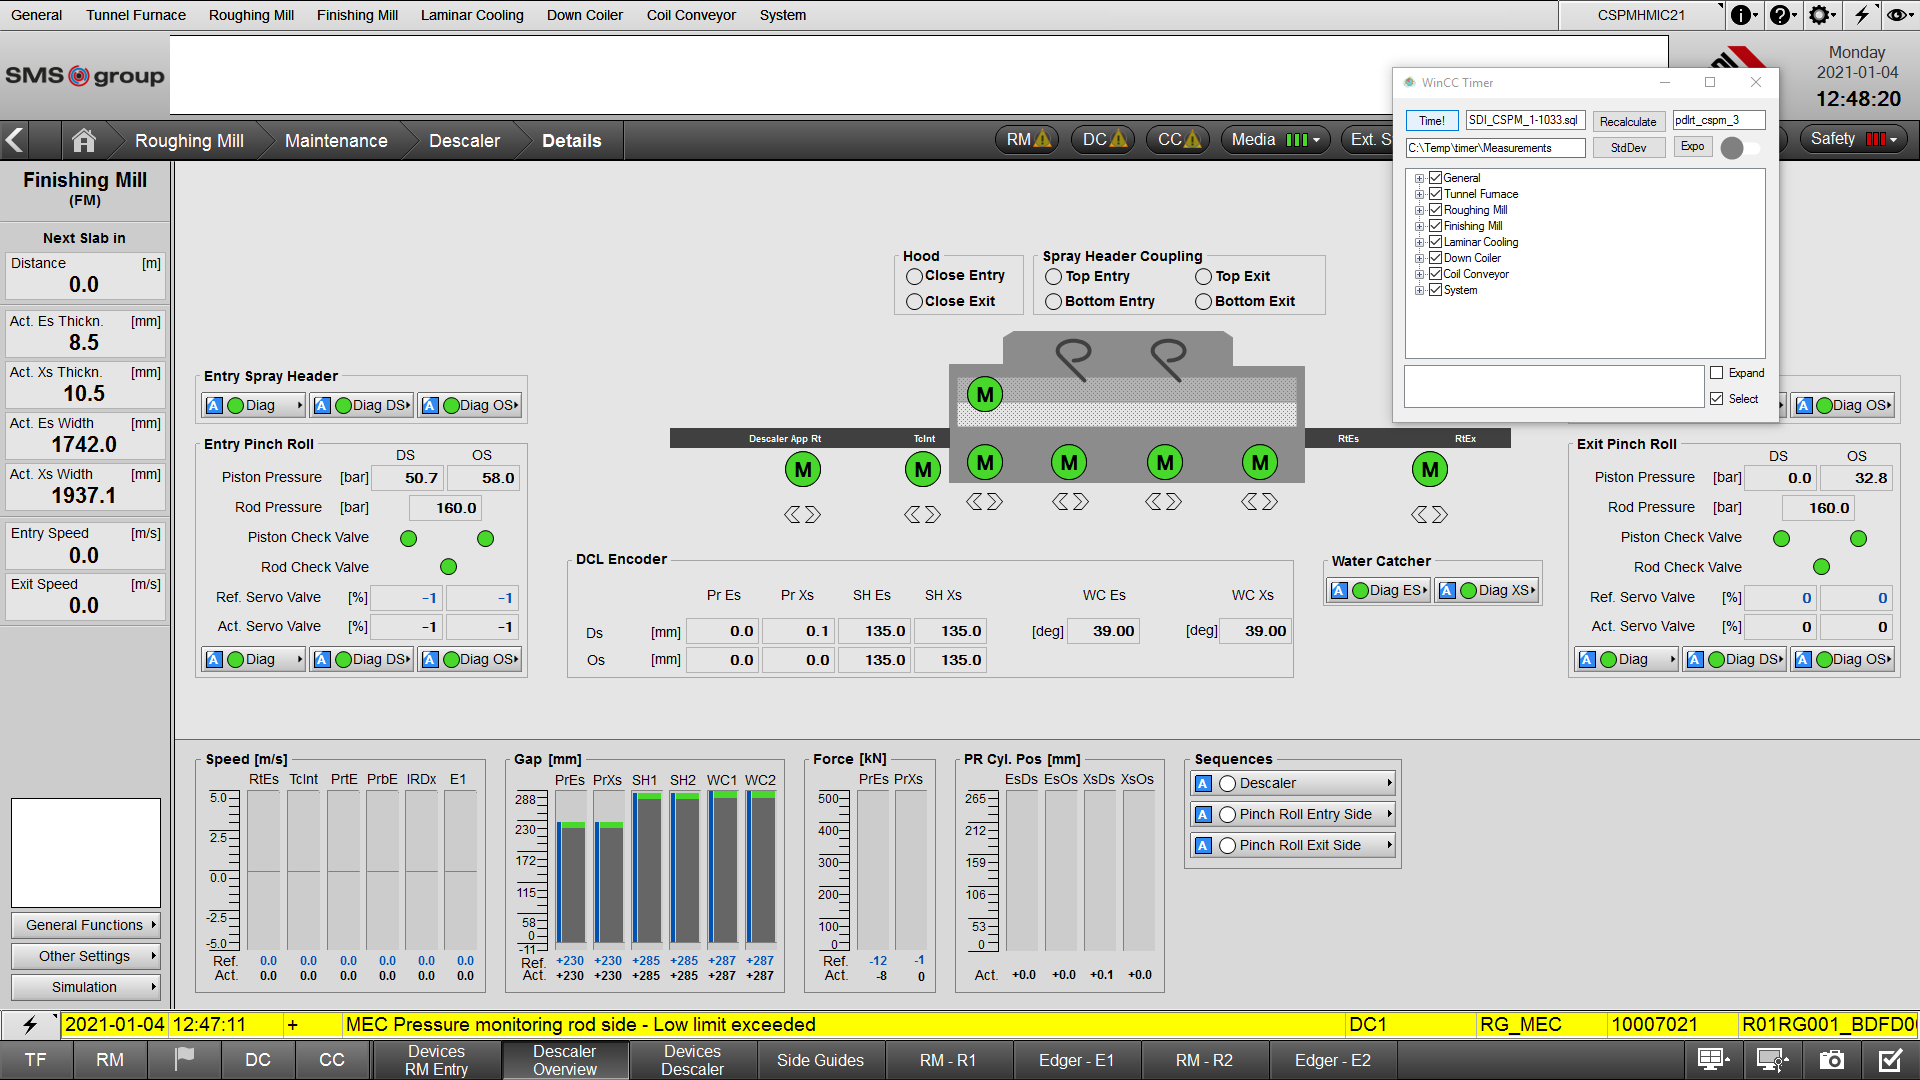 General Tunnel Furnace Roughing Mill Finishing Mill Laminar Cooling Down Coiler Coil Conveyor System CSPMHMIC21
SMS group
Monday
2021-01-04
12:48:20
Roughing Mill Maintenance Descaler Details RM DC CC Media Ext. S Safety
WinCC Timer
Time! SDI_CSPM_1-1033.sql Recalculate pdlrt_cspm_3
C:\Temp\timer\Measurements StdDev Expo
General
Tunnel Furnace
Roughing Mill
Finishing Mill
Laminar Cooling
Down Coiler
Coil Conveyor
System
Expand
Select
Finishing Mill
(FM)
Next Slab in
Distance [m]
0.0
Act. Es Thickn. [mm]
8.5
Act. Xs Thickn. [mm]
10.5
Act. Es Width [mm]
1742.0
Act. Xs Width [mm]
1937.1
Entry Speed [m/s]
0.0
Exit Speed [m/s]
0.0
General Functions
Other Settings
Simulation
Hood
Close Entry
Close Exit
Spray Header Coupling
Top Entry Top Exit
Bottom Entry Bottom Exit
Entry Spray Header
A Diag A Diag DS A Diag OS
Entry Pinch Roll
DS OS
Piston Pressure [bar] 50.7 58.0
Rod Pressure [bar] 160.0
Piston Check Valve
Rod Check Valve
Ref. Servo Valve [%] -1 -1
Act. Servo Valve [%] -1 -1
A Diag A Diag DS A Diag OS
M
Descaler App Rt TcInt RtEs RtEx
M M M M M M M
DCL Encoder
Pr Es Pr Xs SH Es SH Xs WC Es WC Xs
Ds [mm] 0.0 0.1 135.0 135.0 [deg] 39.00 [deg] 39.00
Os [mm] 0.0 0.0 135.0 135.0
Water Catcher
A Diag ES A Diag XS
A Diag OS
Exit Pinch Roll
DS OS
Piston Pressure [bar] 0.0 32.8
Rod Pressure [bar] 160.0
Piston Check Valve
Rod Check Valve
Ref. Servo Valve [%] 0 0
Act. Servo Valve [%] 0 0
A Diag A Diag DS A Diag OS
Speed [m/s]
RtEs TcInt PrtE PrbE IRDx E1
5.0
2.5
0.0
-2.5
-5.0
Ref. 0.0 0.0 0.0 0.0 0.0 0.0
Act. 0.0 0.0 0.0 0.0 0.0 0.0
Gap [mm]
PrEs PrXs SH1 SH2 WC1 WC2
288
230
172
115
58
0
-11
Ref. +230 +230 +285 +285 +287 +287
Act. +230 +230 +285 +285 +287 +287
Force [kN]
PrEs PrXs
500
400
300
200
100
0
Ref. -12 -1
Act. -8 0
PR Cyl. Pos [mm]
EsDs EsOs XsDs XsOs
265
212
159
106
53
0
Act. +0.0 +0.0 +0.1 +0.0
Sequences
A Descaler
A Pinch Roll Entry Side
A Pinch Roll Exit Side
2021-01-04 12:47:11 + MEC Pressure monitoring rod side - Low limit exceeded DC1 RG_MEC 10007021
TF RM DC CC Devices RM Entry Descaler Overview Devices Descaler Side Guides RM - R1 Edger - E1 RM - R2 Edger - E2